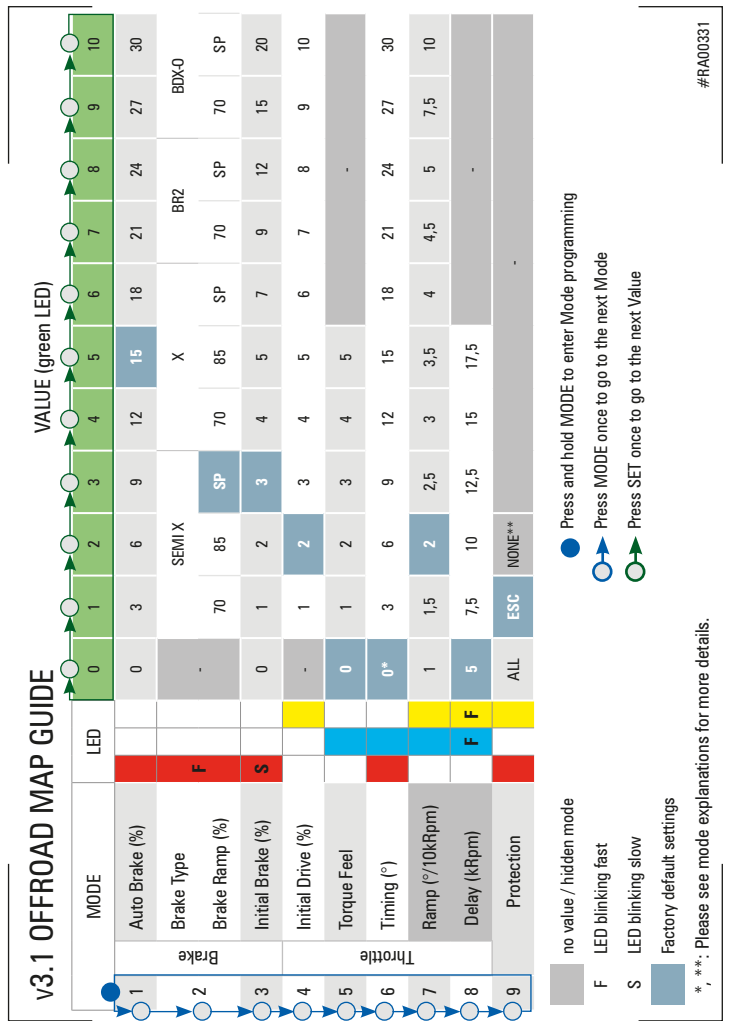 v3.1 OFFROAD MAP GUIDE
VALUE (green LED)
MODE LED 0 1 2 3 4 5 6 7 8 9 10
Brake
1 Auto Brake (%) 0 3 6 9 12 15 18 21 24 27 30
2 Brake Type F - SEMI X X BR2 BDX-O
Brake Ramp (%) 70 85 SP 70 85 SP 70 SP 70 SP
3 Initial Brake (%) S 0 1 2 3 4 5 7 9 12 15 20
Throttle
4 Initial Drive (%) - 1 2 3 4 5 6 7 8 9 10
5 Torque Feel 0 1 2 3 4 5 -
6 Timing (°) 0* 3 6 9 12 15 18 21 24 27 30
7 Ramp (°/10kRpm) 1 1,5 2 2,5 3 3,5 4 4,5 5 7,5 10
8 Delay (kRpm) F F 5 7,5 10 12,5 15 17,5 -
9 Protection ALL ESC NONE** -
no value / hidden mode
F LED blinking fast
S LED blinking slow
Factory default settings
*, **: Please see mode explanations for more details.
Press and hold MODE to enter Mode programming
Press MODE once to go to the next Mode
Press SET once to go to the next Value
#RA00331